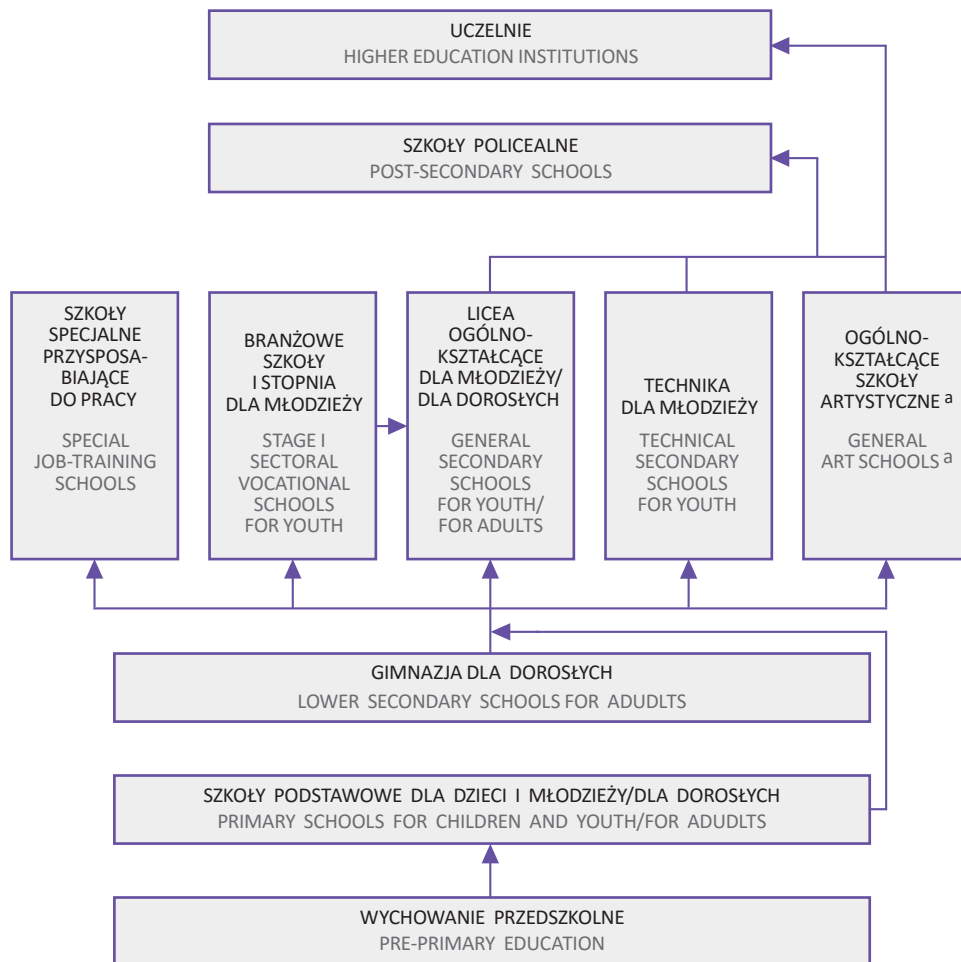 UCZELNIE
HIGHER EDUCATION INSTITUTIONS
SZKOŁY POLICEALNE
POST-SECONDARY SCHOOLS
SZKOŁY
SPECJALNE
PRZYSPOSA-
BIAJĄCE
DO PRACY
SPECIAL
JOB-TRAINING
SCHOOLS
BRANŻOWE
SZKOŁY
I STOPNIA
DLA MŁODZIEŻY
STAGE I
SECTORAL
VOCATIONAL
SCHOOLS
FOR YOUTH
LICEA
OGÓLNO-
KSZTAŁCĄCE
DLA MŁODZIEŻY/
DLA DOROSŁYCH
GENERAL
SECONDARY
SCHOOLS
FOR YOUTH/
FOR ADULTS
TECHNIKA
DLA MŁODZIEŻY
TECHNICAL
SECONDARY
SCHOOLS
FOR YOUTH
OGÓLNO-
KSZTAŁCĄCE
SZKOŁY
ARTYSTYCZNE a
GENERAL
ART SCHOOLS a
GIMNAZJA DLA DOROSŁYCH
LOWER SECONDARY SCHOOLS FOR ADUDLTS
SZKOŁY PODSTAWOWE DLA DZIECI I MŁODZIEŻY/DLA DOROSŁYCH
PRIMARY SCHOOLS FOR CHILDREN AND YOUTH/FOR ADUDLTS
WYCHOWANIE PRZEDSZKOLNE
PRE-PRIMARY EDUCATION